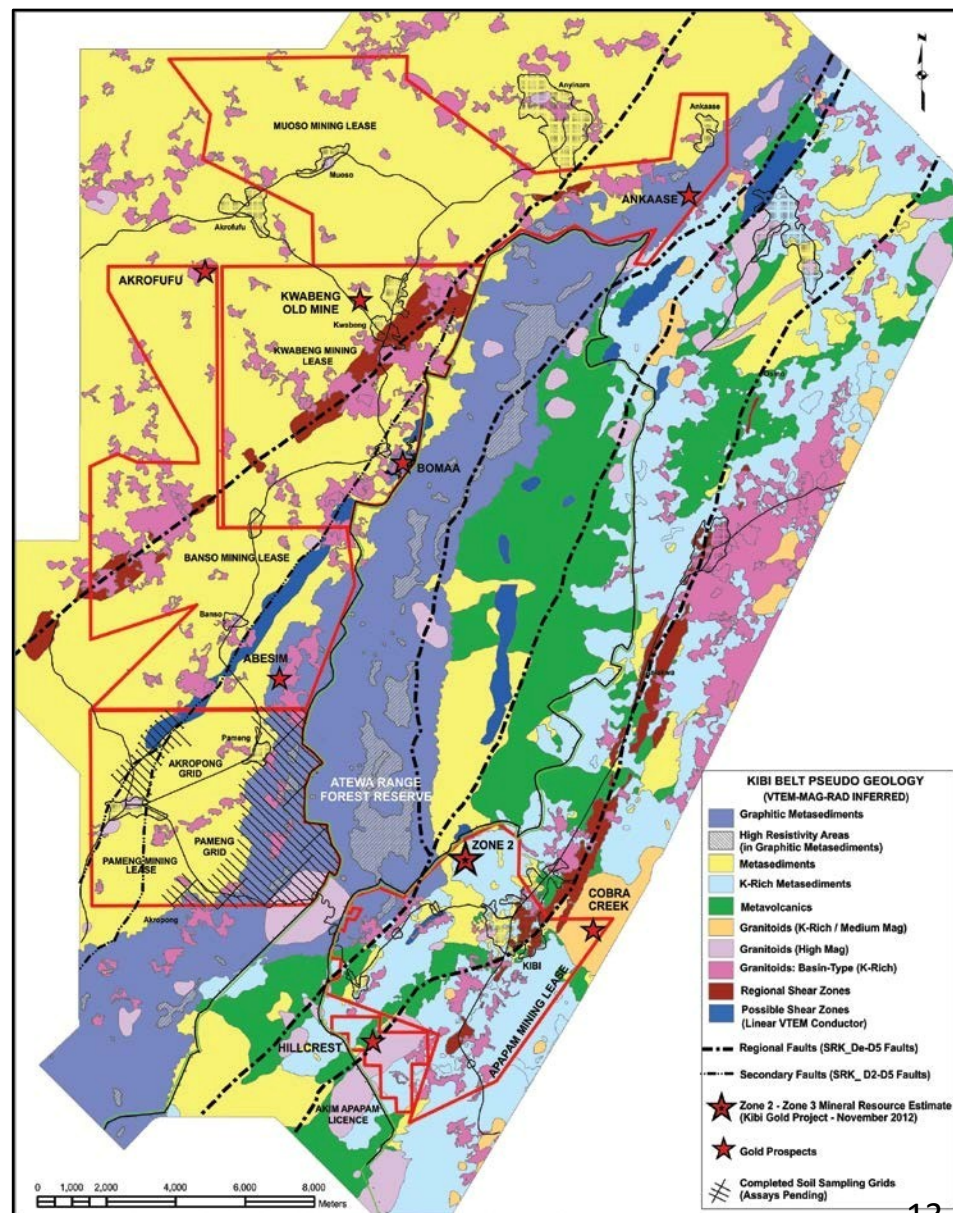 N
Anyinam
Ankaase
MUOSO MINING LEASE
Muoso
ANKAASE
Akrofufu
AKROFUFU
KWABENG
OLD MINE
Kwabeng
KWABENG MINING
LEASE
BOMAA
BANSO MINING LEASE
Banso
ABESIM
Pameng
AKROPONG
GRID
ATEWA RANGE
FOREST RESERVE
PAMENG
GRID
PAMENG MINING
LEASE
Akropong
ZONE 2
COBRA
CREEK
KIBI
APAPAM MINING LEASE
HILLCREST
AKIM APAPAM
LICENCE
0 1,000 2,000 4,000 6,000 8,000
Meters
KIBI BELT PSEUDO GEOLOGY
(VTEM-MAG-RAD INFERRED)
Graphitic Metasediments
High Resistivity Areas
(in Graphitic Metasediments)
Metasediments
K-Rich Metasediments
Metavolcanics
Granitoids (K-Rich / Medium Mag)
Granitoids (High Mag)
Granitoids: Basin-Type (K-Rich)
Regional Shear Zones
Possible Shear Zones
(Linear VTEM Conductor)
Regional Faults (SRK_De-D5 Faults)
Secondary Faults (SRK_ D2-D5 Faults)
Zone 2 - Zone 3 Mineral Resource Estimate
(Kibi Gold Project - November 2012)
Gold Prospects
Completed Soil Sampling Grids
(Assays Pending)
13